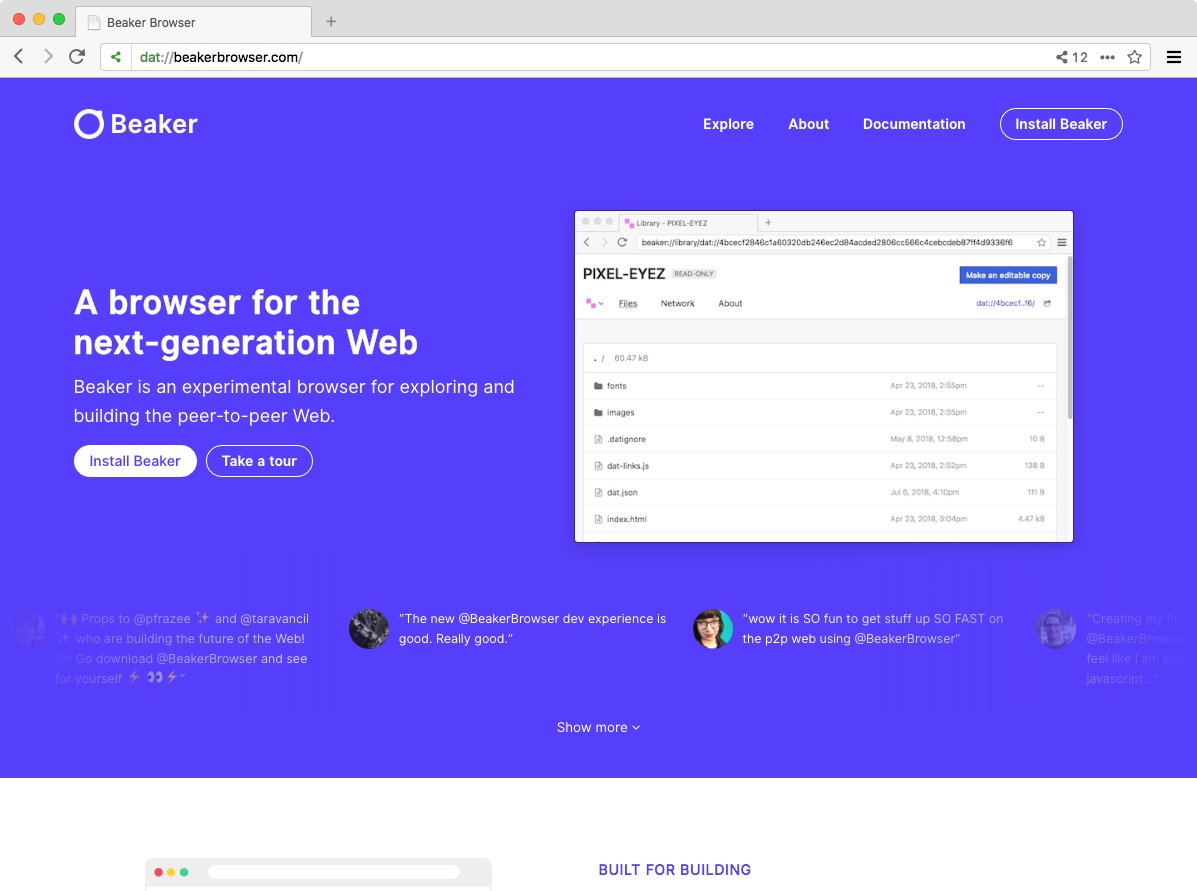 Beaker Browser
dat://beakerbrowser.com/
12
Beaker
Explore
About
Documentation
Install Beaker
Library - PIXEL-EYEZ
beaker://library/dat://4bcecf2846c1a60320db246ec2d84acded2806cc566c4cebcdeb87ff4d9336f6
PIXEL-EYEZ READ-ONLY
Make an editable copy
Files
Network
About
dat://4bcecf..f6/
. / 60.47 kB
fonts Apr 23, 2018, 2:55pm --
images Apr 23, 2018, 2:55pm --
.datignore May 8, 2018, 12:58pm 10 B
dat-links.js Apr 23, 2018, 2:52pm 138 B
dat.json Jul 6, 2018, 4:10pm 111 B
index.html Apr 23, 2018, 3:04pm 4.47 kB
A browser for the
next-generation Web
Beaker is an experimental browser for exploring and
building the peer-to-peer Web.
Install Beaker
Take a tour
“🙌 Props to @pfrazee ✨ and @taravancil
✨ who are building the future of the Web!
Go download @BeakerBrowser and see
for yourself ⚡ 👀⚡“
“The new @BeakerBrowser dev experience is
good. Really good.”
“wow it is SO fun to get stuff up SO FAST on
the p2p web using @BeakerBrowser”
“Creating my
@BeakerBrowser
feel like I am
javascript...”
Show more
BUILT FOR BUILDING